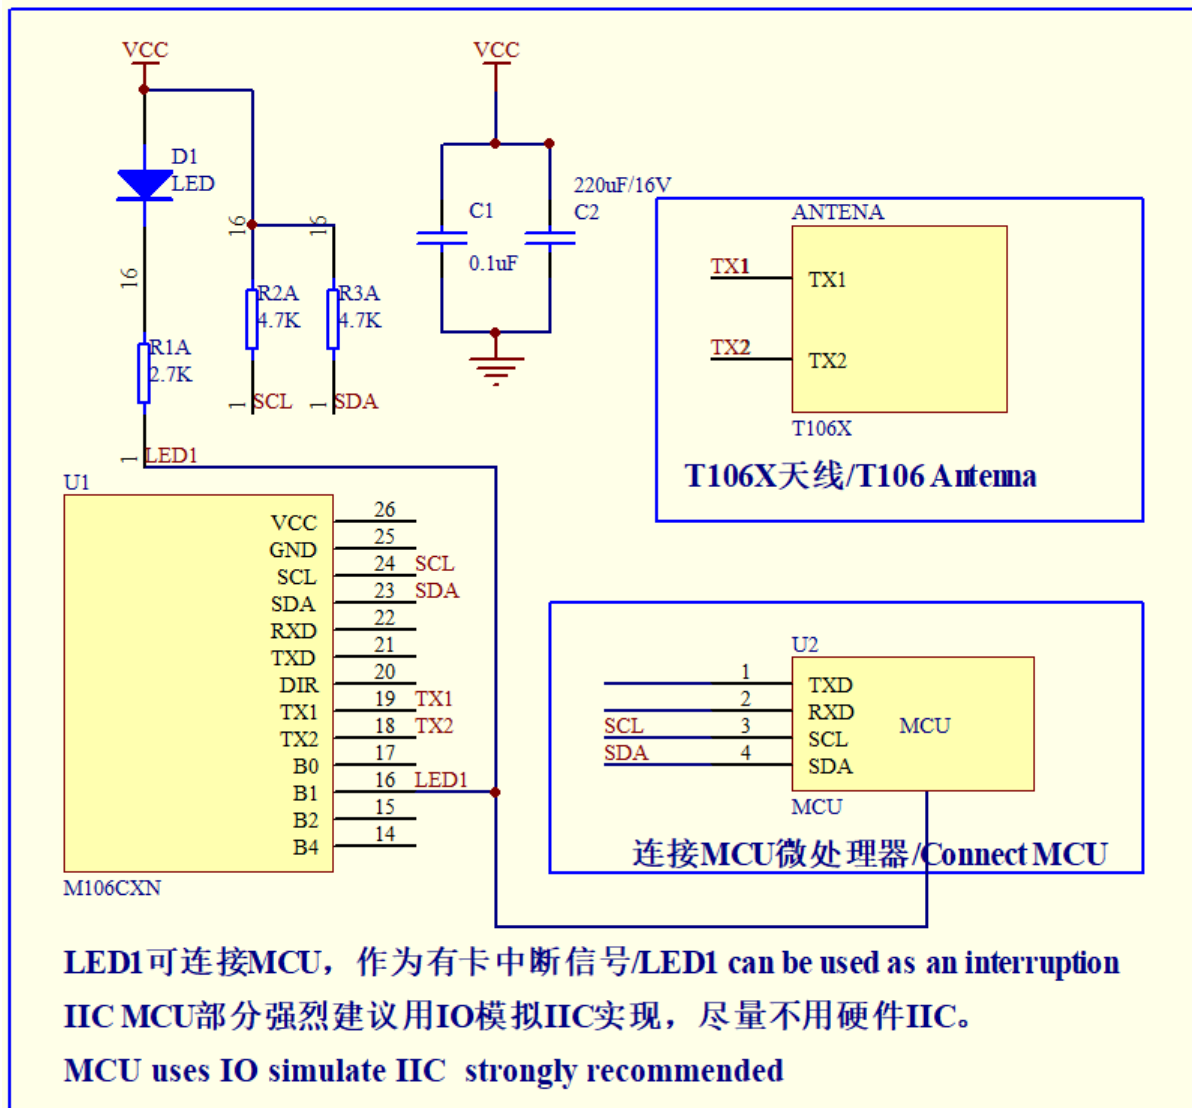 VCC
VCC
D1
LED
220uF/16V
C2
C1
0.1uF
16
16
16
R2A
4.7K
R3A
4.7K
R1A
2.7K
1
SCL
1
SDA
1
LED1
ANTENA
TX1
TX1
TX2
TX2
T106X
T106X天线/T106 Antenna
U1
VCC
26
GND
25
SCL
24
SCL
SDA
23
SDA
RXD
22
TXD
21
DIR
20
TX1
19
TX1
TX2
18
TX2
B0
17
B1
16
LED1
B2
15
B4
14
M106CXN
U2
1
TXD
2
RXD
SCL
3
SCL
SDA
4
SDA
MCU
MCU
连接MCU微处理器/Connect MCU
LED1可连接MCU，作为有卡中断信号/LED1 can be used as an interruption
IIC MCU部分强烈建议用IO模拟IIC实现，尽量不用硬件IIC。
MCU uses IO simulate IIC strongly recommended